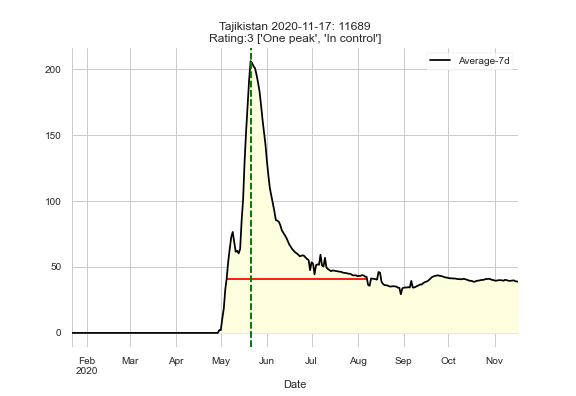 Tajikistan 2020-11-17: 11689
Rating:3 ['One peak', 'In control']
Average-7d
200
150
100
50
0
Feb Mar Apr May Jun Jul Aug Sep Oct Nov
2020
Date